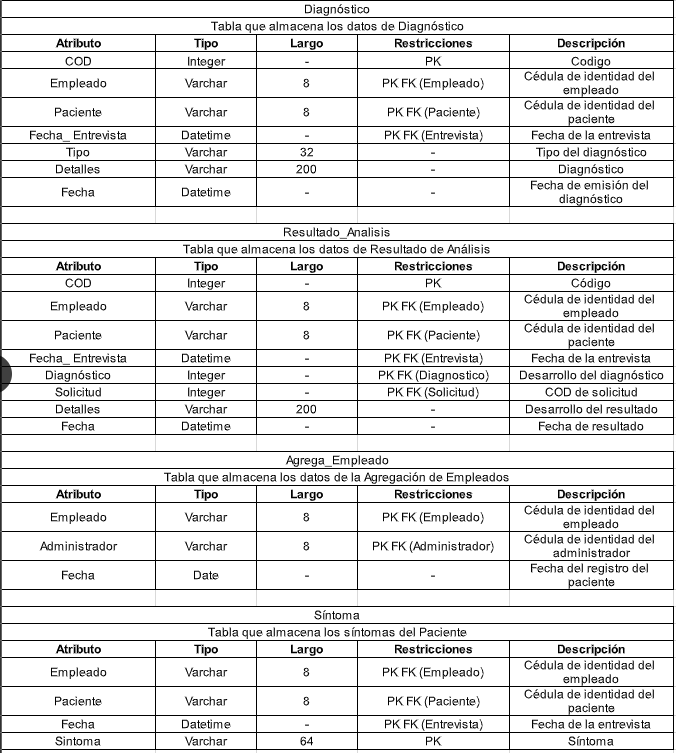 Diagnóstico
Tabla que almacena los datos de Diagnóstico
Atributo Tipo Largo Restricciones Descripción
COD Integer - PK Codigo
Empleado Varchar 8 PK FK (Empleado) Cédula de identidad del
empleado
Paciente Varchar 8 PK FK (Paciente) Cédula de identidad del
paciente
Fecha_ Entrevista Datetime - PK FK (Entrevista) Fecha de la entrevista
Tipo Varchar 32 - Tipo del diagnóstico
Detalles Varchar 200 - Diagnóstico
Fecha Datetime - - Fecha de emisión del
diagnóstico
Resultado_Analisis
Tabla que almacena los datos de Resultado de Análisis
Atributo Tipo Largo Restricciones Descripción
COD Integer - PK Código
Empleado Varchar 8 PK FK (Empleado) Cédula de identidad del
empleado
Paciente Varchar 8 PK FK (Paciente) Cédula de identidad del
paciente
Fecha_ Entrevista Datetime - PK FK (Entrevista) Fecha de la entrevista
Diagnóstico Integer - PK FK (Diagnostico) Desarrollo del diagnóstico
Solicitud Integer - PK FK (Solicitud) COD de solicitud
Detalles Varchar 200 - Desarrollo del resultado
Fecha Datetime - - Fecha de resultado
Agrega_Empleado
Tabla que almacena los datos de la Agregación de Empleados
Atributo Tipo Largo Restricciones Descripción
Empleado Varchar 8 PK FK (Empleado) Cédula de identidad del
empleado
Administrador Varchar 8 PK FK (Administrador) Cédula de identidad del
administrador
Fecha Date - - Fecha del registro del
paciente
Síntoma
Tabla que almacena los síntomas del Paciente
Atributo Tipo Largo Restricciones Descripción
Empleado Varchar 8 PK FK (Empleado) Cédula de identidad del
empleado
Paciente Varchar 8 PK FK (Paciente) Cédula de identidad del
paciente
Fecha Datetime - PK FK (Entrevista) Fecha de la entrevista
Sintoma Varchar 64 PK Síntoma